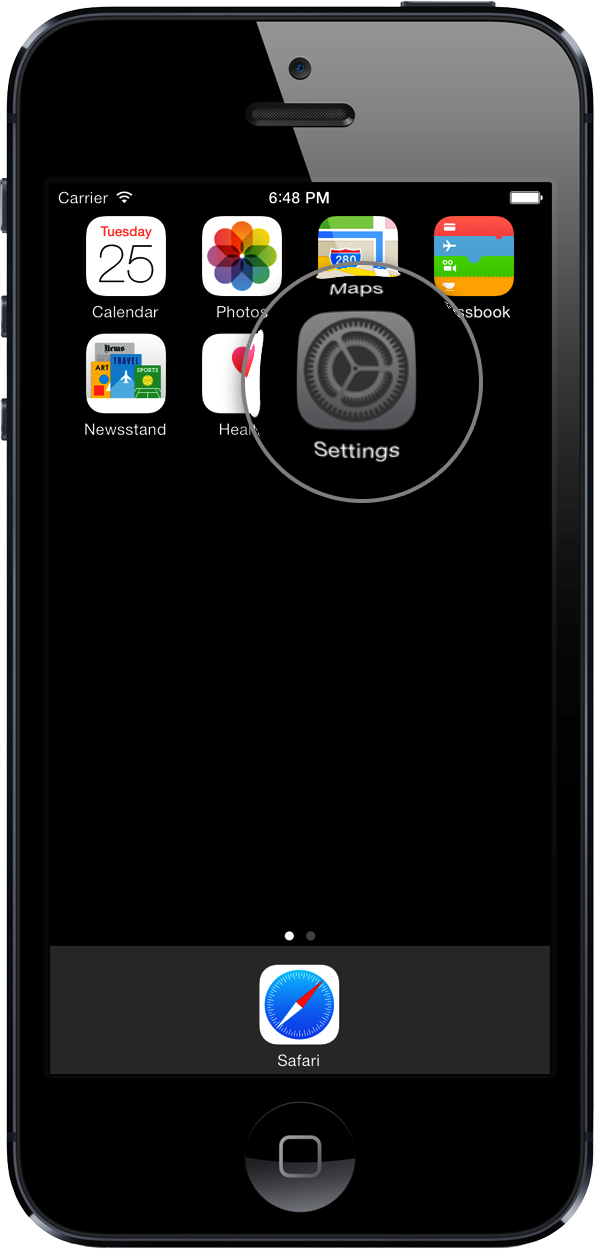 Carrier 6:48 PM
Tuesday
25
280
Calendar Photos Maps ssbook
News
ART TRAVEL SPORTS
Newsstand Heal Settings
Safari